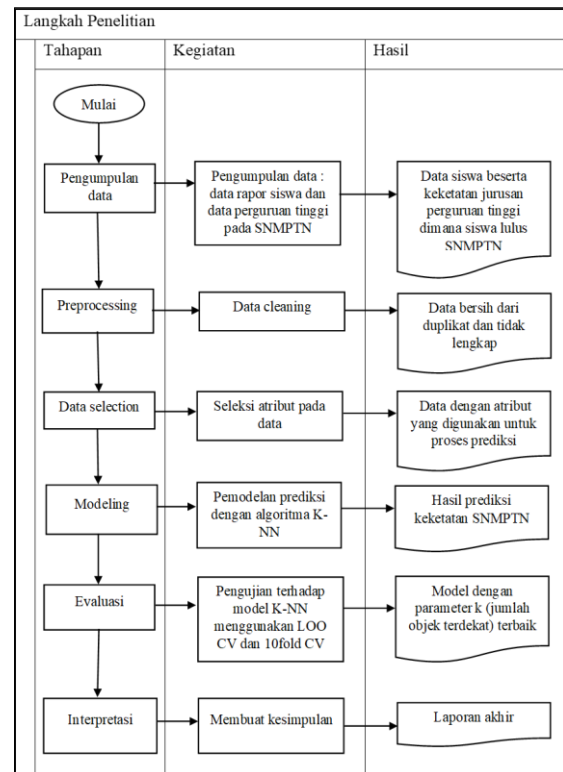 Langkah Penelitian
Tahapan
Kegiatan
Hasil
Mulai
Pengumpulan
data
Pengumpulan data :
data rapor siswa dan
data perguruan tinggi
pada SNMPTN
Data siswa beserta
keketatan jurusan
perguruan tinggi
dimana siswa lulus
SNMPTN
Preprocessing
Data cleaning
Data bersih dari
duplikat dan tidak
lengkap
Data selection
Seleksi atribut pada
data
Data dengan atribut
yang digunakan untuk
proses prediksi
Modeling
Pemodelan prediksi
dengan algoritma K-
NN
Hasil prediksi
keketatan SNMPTN
Evaluasi
Pengujian terhadap
model K-NN
menggunakan LOO
CV dan 10fold CV
Model dengan
parameter k (jumlah
objek terdekat) terbaik
Interpretasi
Membuat kesimpulan
Laporan akhir